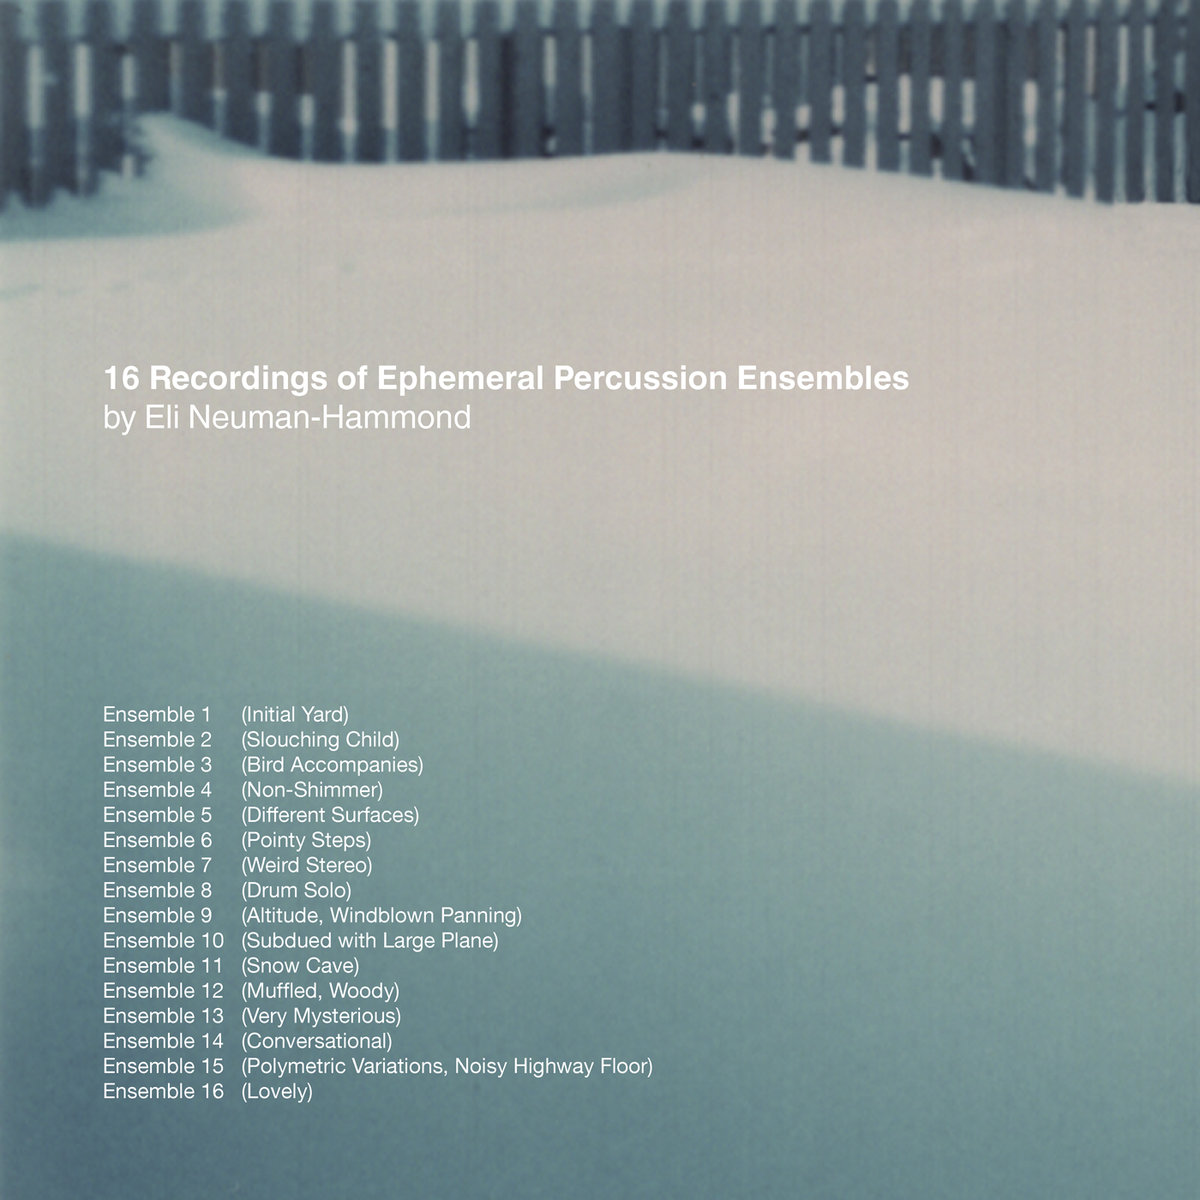 16 Recordings of Ephemeral Percussion Ensembles
by Eli Neuman-Hammond
Ensemble 1 (Initial Yard)
Ensemble 2 (Slouching Child)
Ensemble 3 (Bird Accompanies)
Ensemble 4 (Non-Shimmer)
Ensemble 5 (Different Surfaces)
Ensemble 6 (Pointy Steps)
Ensemble 7 (Weird Stereo)
Ensemble 8 (Drum Solo)
Ensemble 9 (Altitude, Windblown Panning)
Ensemble 10 (Subdued with Large Plane)
Ensemble 11 (Snow Cave)
Ensemble 12 (Muffled, Woody)
Ensemble 13 (Very Mysterious)
Ensemble 14 (Conversational)
Ensemble 15 (Polymetric Variations, Noisy Highway Floor)
Ensemble 16 (Lovely)